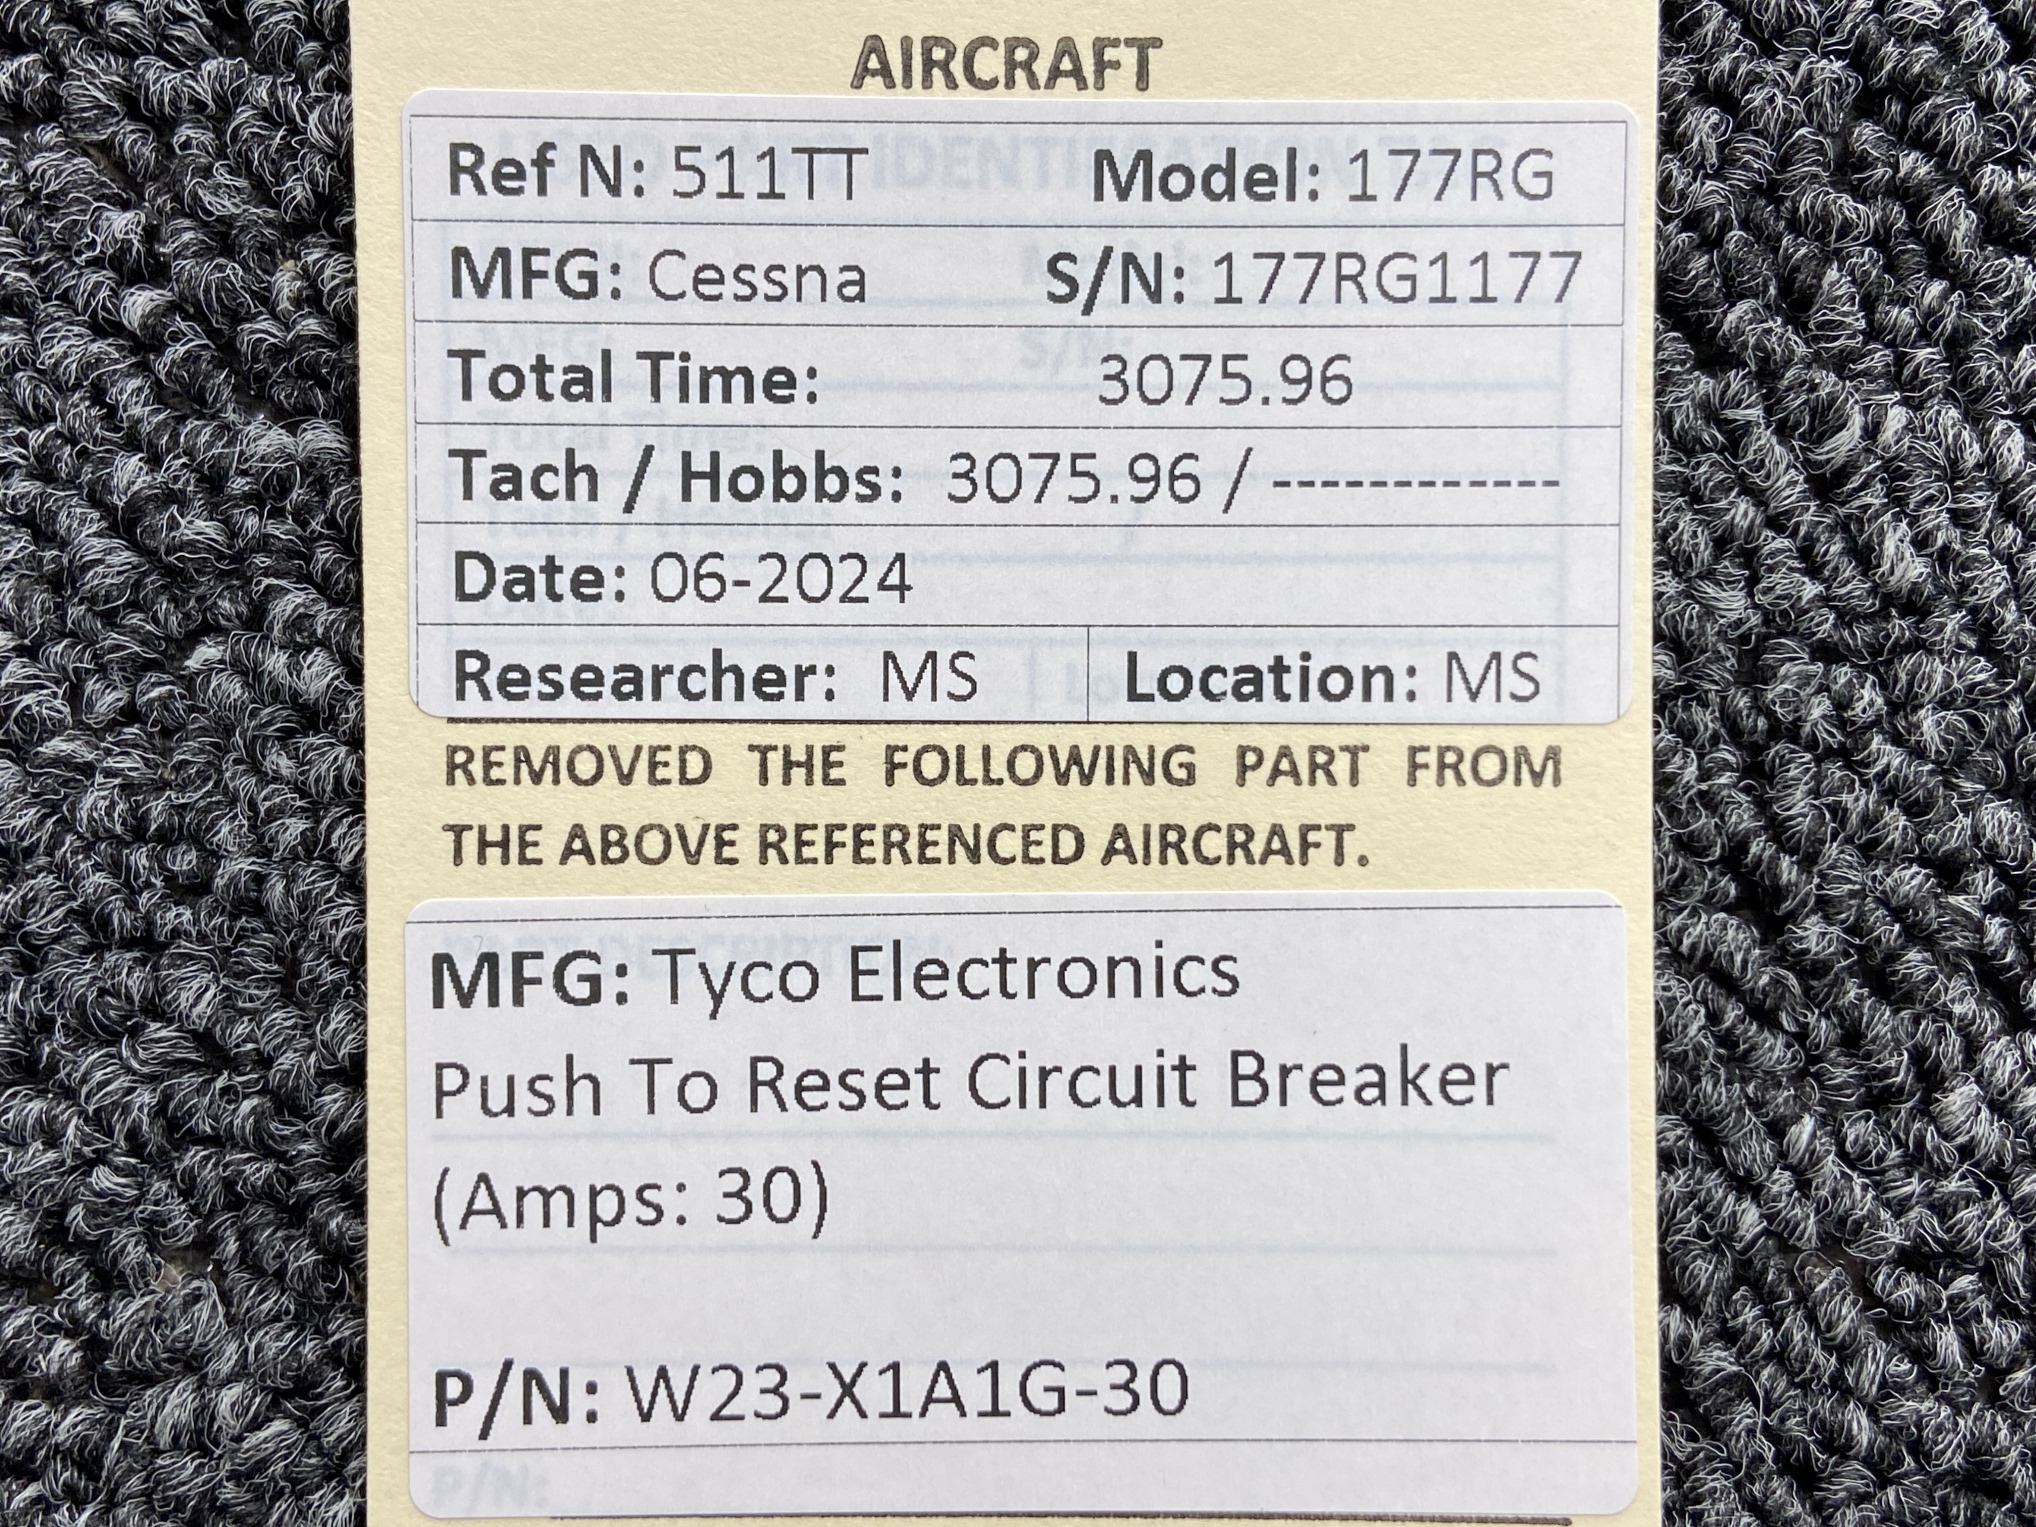 AIRCRAFT
Ref N: 511TT Model: 177RG
MFG: Cessna S/N: 177RG1177
Total Time: 3075.96
Tach / Hobbs: 3075.96 / ------------
Date: 06-2024
Researcher: MS Location: MS
REMOVED THE FOLLOWING PART FROM
THE ABOVE REFERENCED AIRCRAFT.
MFG: Tyco Electronics
Push To Reset Circuit Breaker
(Amps: 30)
P/N: W23-X1A1G-30
P/N: